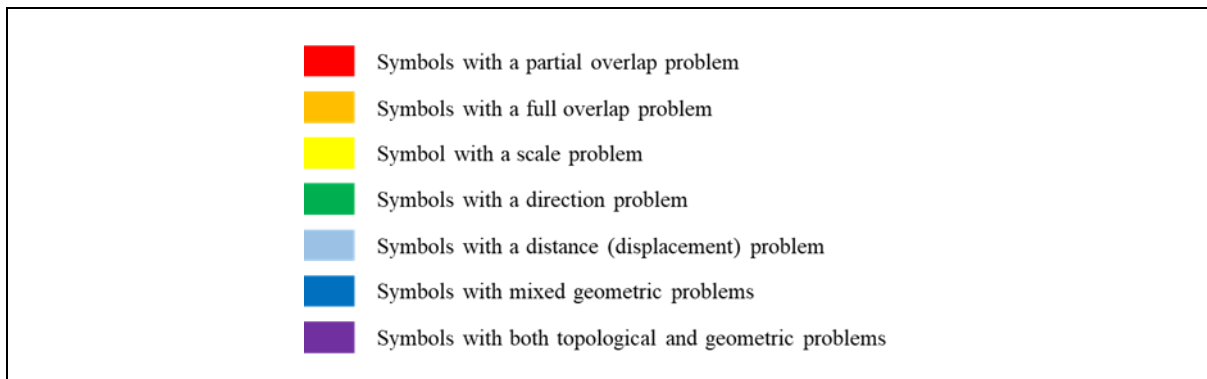 Symbols with a partial overlap problem
Symbols with a full overlap problem
Symbol with a scale problem
Symbols with a direction problem
Symbols with a distance (displacement) problem
Symbols with mixed geometric problems
Symbols with both topological and geometric problems